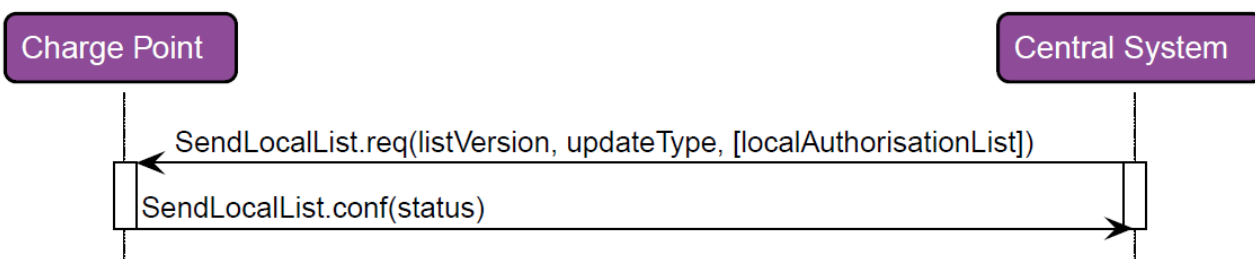 Charge Point
Central System
SendLocalList.req(listVersion, updateType, [localAuthorisationList])
SendLocalList.conf(status)